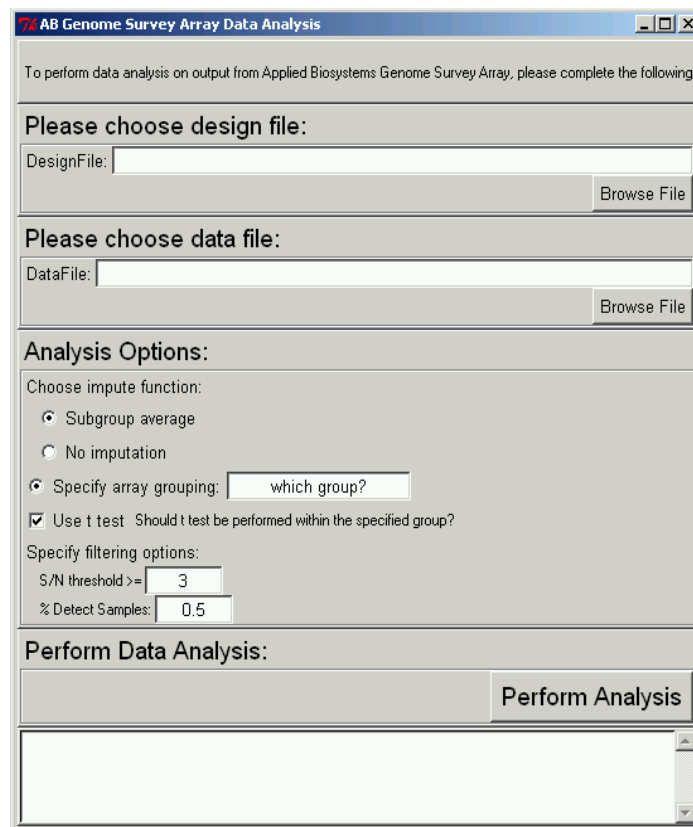 AB Genome Survey Array Data Analysis
To perform data analysis on output from Applied Biosystems Genome Survey Array, please complete the following
Please choose design file:
DesignFile:
Browse File
Please choose data file:
DataFile:
Browse File
Analysis Options:
Choose impute function:
Subgroup average
No imputation
Specify array grouping: which group?
Use t test Should t test be performed within the specified group?
Specify filtering options:
S/N threshold >= 3
% Detect Samples: 0.5
Perform Data Analysis:
Perform Analysis